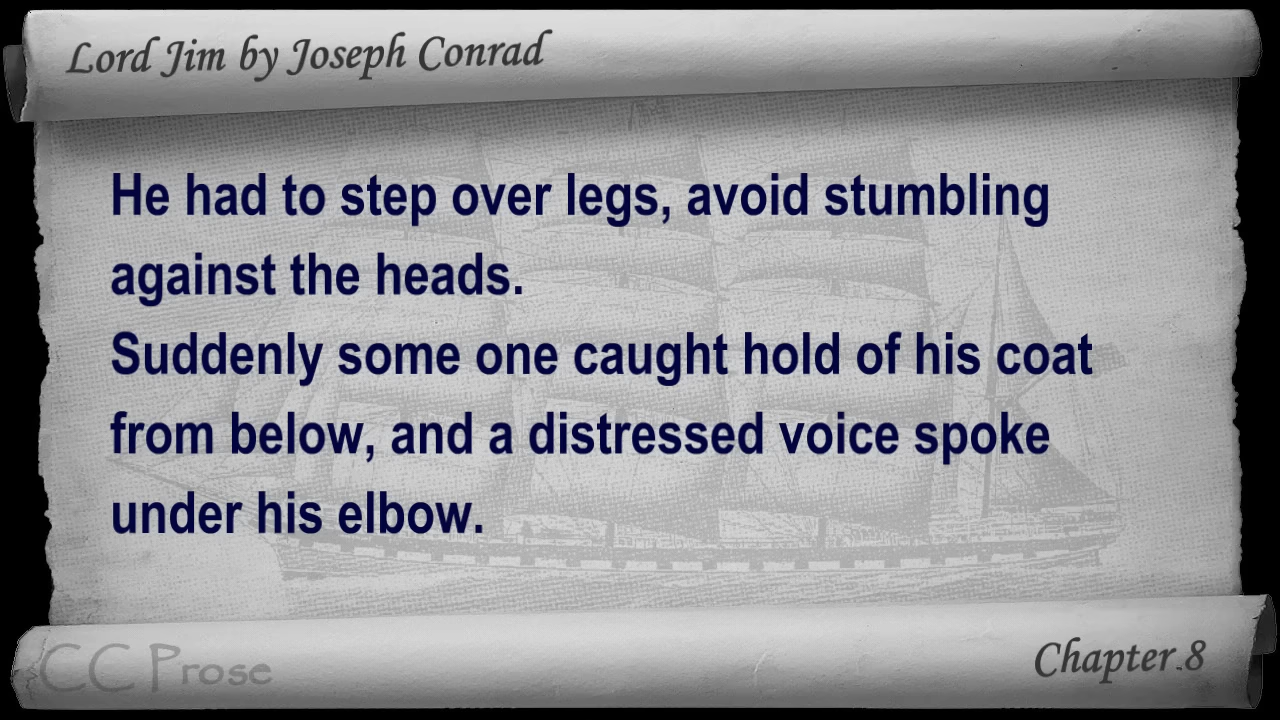 Lord Jim by Joseph Conrad
He had to step over legs, avoid stumbling
against the heads.
Suddenly some one caught hold of his coat
from below, and a distressed voice spoke
under his elbow.
CC Prose
Chapter 8